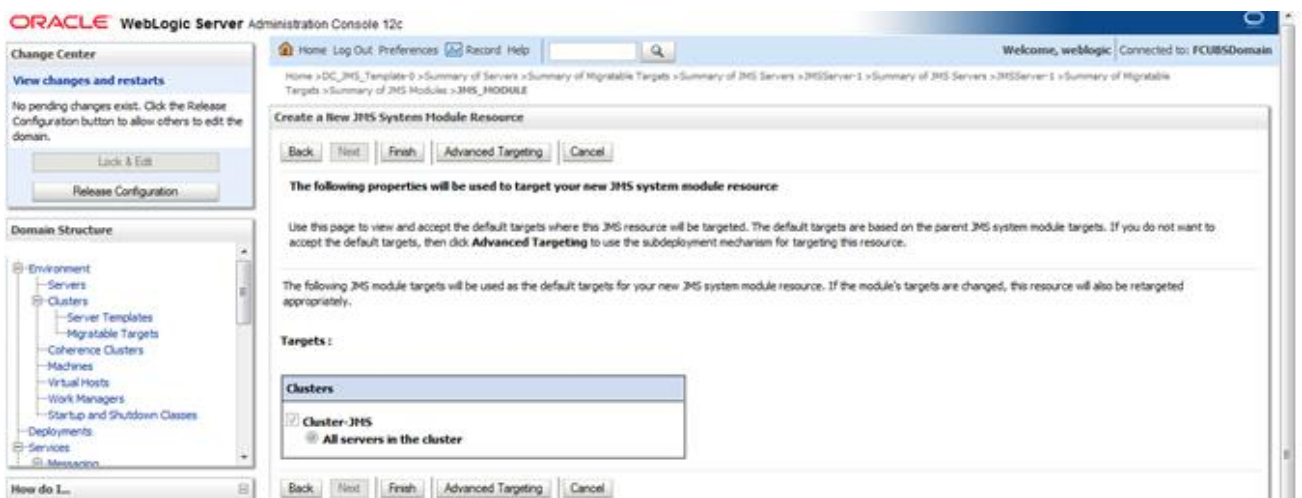 ORACLE WebLogic Server Administration Console 12c
Change Center
View changes and restarts
No pending changes exist. Click the Release
Configuration button to allow others to edit the
domain.
Lock & Edit
Release Configuration
Domain Structure
Environment
Servers
Clusters
Server Templates
Migratable Targets
Coherence Clusters
Machines
Virtual Hosts
Work Managers
Startup and Shutdown Classes
Deployments
Services
Messaging
How do I...
Home Log Out Preferences Record Help
Welcome, weblogic Connected to: FCUBSDomain
Home >DC_JMS_Template-0 >Summary of Servers >Summary of Migratable Targets >Summary of JMS Servers >JMSServer-1 >Summary of JMS Servers >JMSServer-1 >Summary of Migratable
Targets >Summary of JMS Modules >JMS_MODULE
Create a New JMS System Module Resource
Back Next Finish Advanced Targeting Cancel
The following properties will be used to target your new JMS system module resource
Use this page to view and accept the default targets where this JMS resource will be targeted. The default targets are based on the parent JMS system module targets. If you do not want to
accept the default targets, then click Advanced Targeting to use the subdeployment mechanism for targeting this resource.
The following JMS module targets will be used as the default targets for your new JMS system module resource. If the module's targets are changed, this resource will also be retargeted
appropriately.
Targets :
Clusters
Cluster-JMS
All servers in the cluster
Back Next Finish Advanced Targeting Cancel